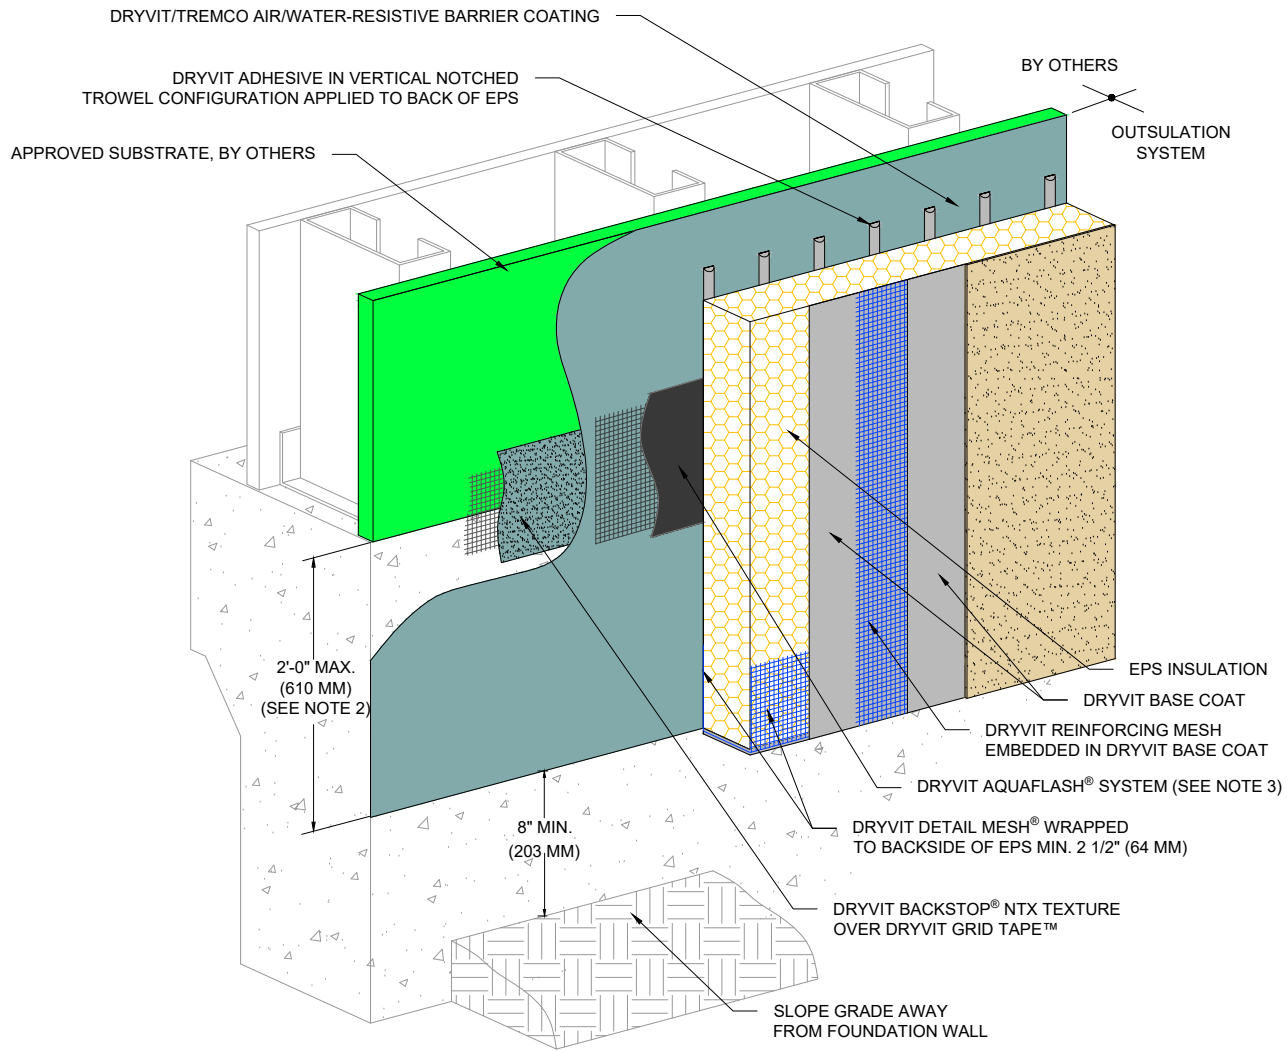 DRYVIT/TREMCO AIR/WATER-RESISTIVE BARRIER COATING
DRYVIT ADHESIVE IN VERTICAL NOTCHED
TROWEL CONFIGURATION APPLIED TO BACK OF EPS
APPROVED SUBSTRATE, BY OTHERS
BY OTHERS
OUTSULATION
SYSTEM
2'-0" MAX.
(610 MM)
(SEE NOTE 2)
8" MIN.
(203 MM)
EPS INSULATION
DRYVIT BASE COAT
DRYVIT REINFORCING MESH
EMBEDDED IN DRYVIT BASE COAT
DRYVIT AQUAFLASH® SYSTEM (SEE NOTE 3)
DRYVIT DETAIL MESH® WRAPPED
TO BACKSIDE OF EPS MIN. 2 1/2" (64 MM)
DRYVIT BACKSTOP® NTX TEXTURE
OVER DRYVIT GRID TAPE™
SLOPE GRADE AWAY
FROM FOUNDATION WALL